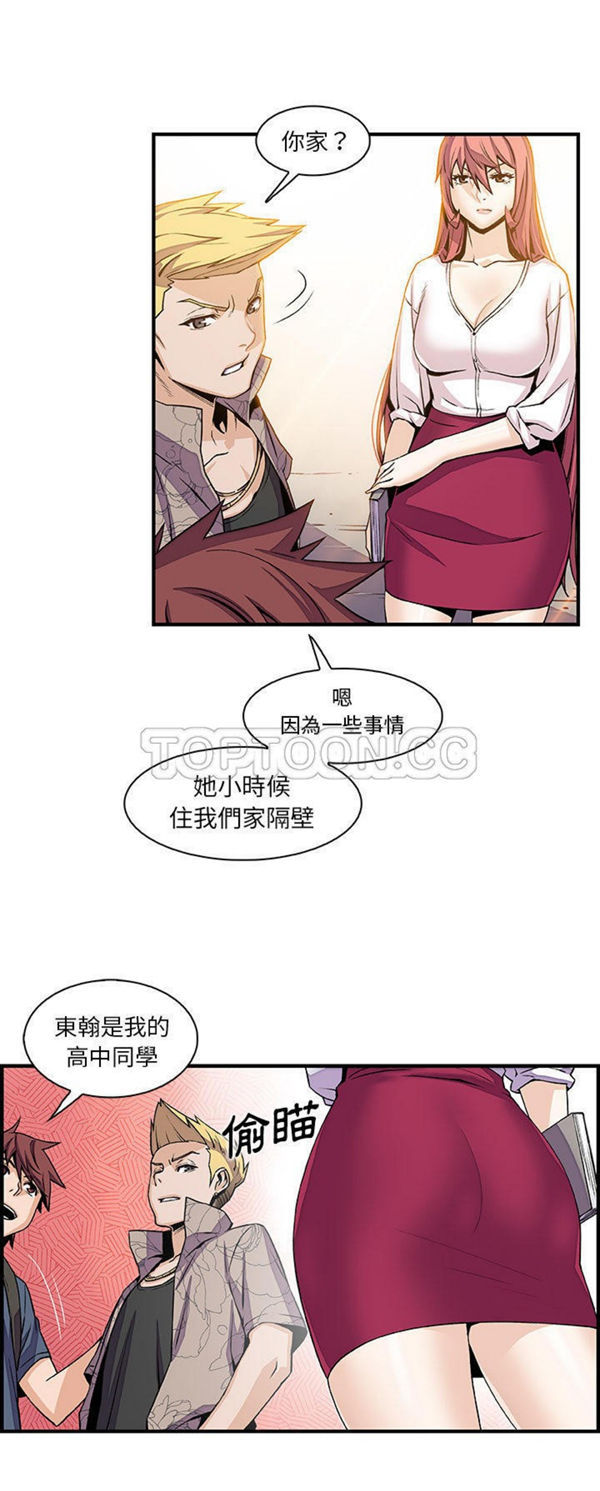 你家？
嗯
因為一些事情
TOPTOON.CC
她小時候
住我們家隔壁
東翰是我的
高中同學
偷瞄